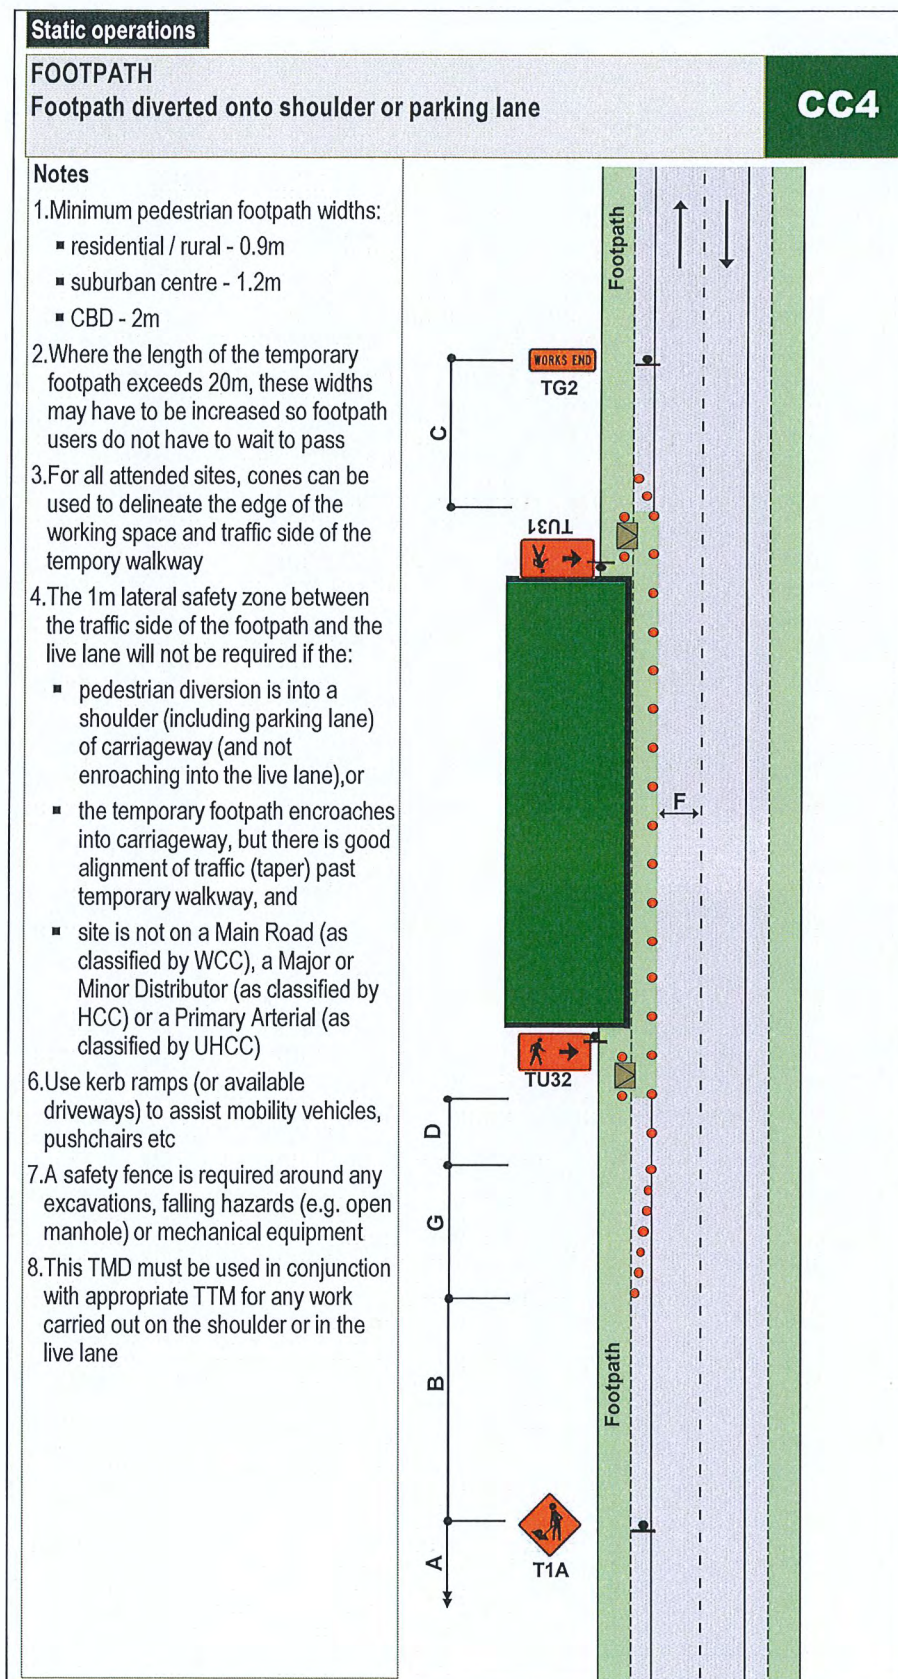 Static operations
FOOTPATH
Footpath diverted onto shoulder or parking lane
CC4
Notes
1.Minimum pedestrian footpath widths:
▪ residential / rural - 0.9m
▪ suburban centre - 1.2m
▪ CBD - 2m
2.Where the length of the temporary
footpath exceeds 20m, these widths
may have to be increased so footpath
users do not have to wait to pass
3.For all attended sites, cones can be
used to delineate the edge of the
working space and traffic side of the
tempory walkway
4.The 1m lateral safety zone between
the traffic side of the footpath and the
live lane will not be required if the:
▪ pedestrian diversion is into a
shoulder (including parking lane)
of carriageway (and not
enroaching into the live lane),or
▪ the temporary footpath encroaches
into carriageway, but there is good
alignment of traffic (taper) past
temporary walkway, and
▪ site is not on a Main Road (as
classified by WCC), a Major or
Minor Distributor (as classified by
HCC) or a Primary Arterial (as
classified by UHCC)
6.Use kerb ramps (or available
driveways) to assist mobility vehicles,
pushchairs etc
7.A safety fence is required around any
excavations, falling hazards (e.g. open
manhole) or mechanical equipment
8.This TMD must be used in conjunction
with appropriate TTM for any work
carried out on the shoulder or in the
live lane
Footpath
WORKS END
TG2
C
TU31
F
TU32
D
G
B
Footpath
T1A
A